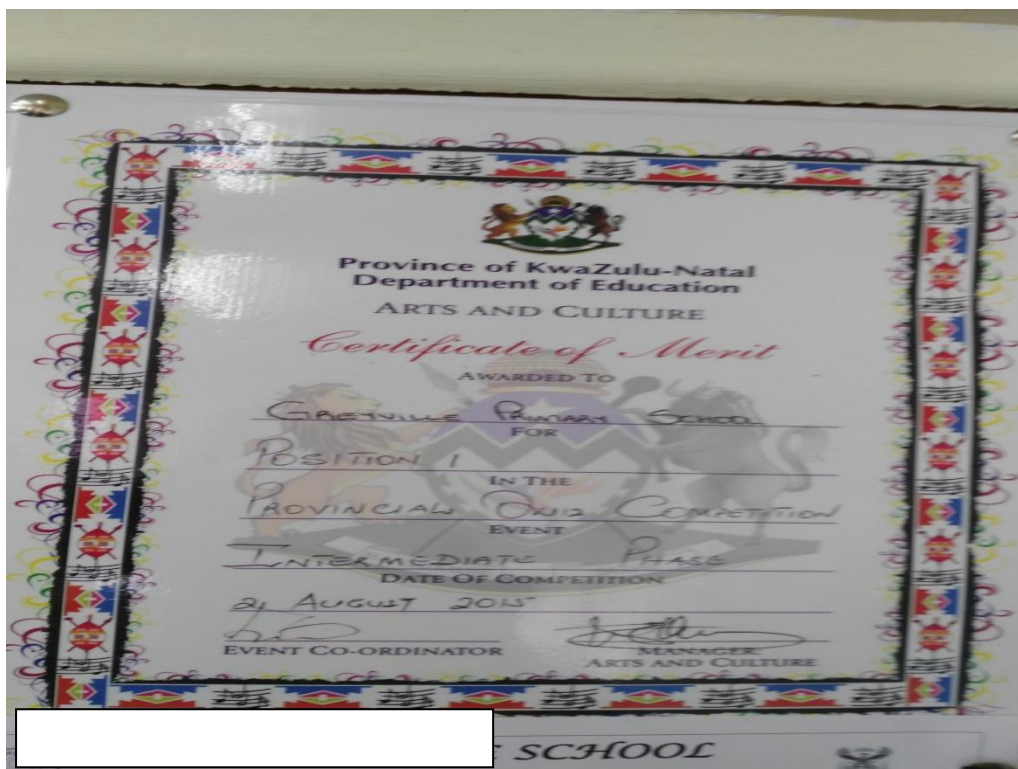 Province of KwaZulu-Natal
Department of Education
ARTS AND CULTURE
Certificate of Merit
AWARDED TO
GREYVILLE PRIMARY SCHOOL
FOR
POSITION 1
IN THE
PROVINCIAL QUIZ COMPETITION
EVENT
INTERMEDIATE PHASE
DATE OF COMPETITION
21 AUGUST 2015
EVENT CO-ORDINATOR
MANAGER
ARTS AND CULTURE
SCHOOL